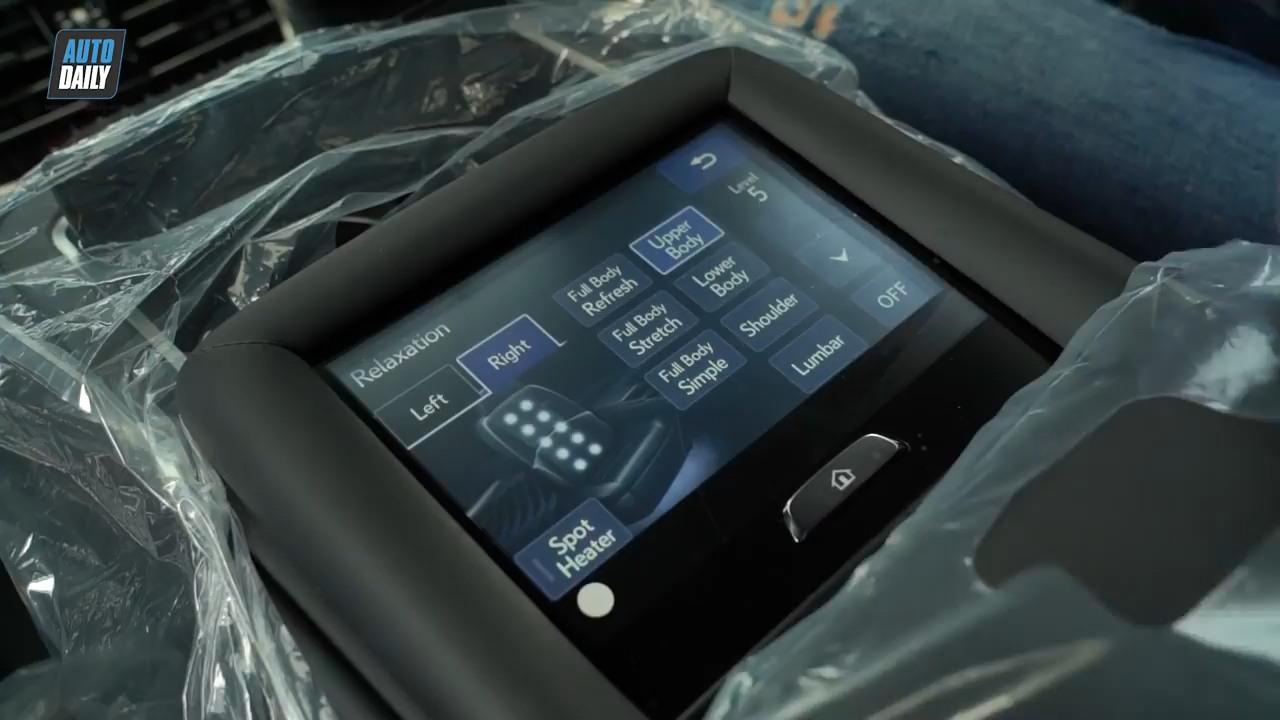 AUTO
DAILY
Relaxation
Left
Right
Full Body
Refresh
Full Body
Stretch
Full Body
Simple
Upper
Body
Lower
Body
Shoulder
Lumbar
Level
5
OFF
Spot
Heater